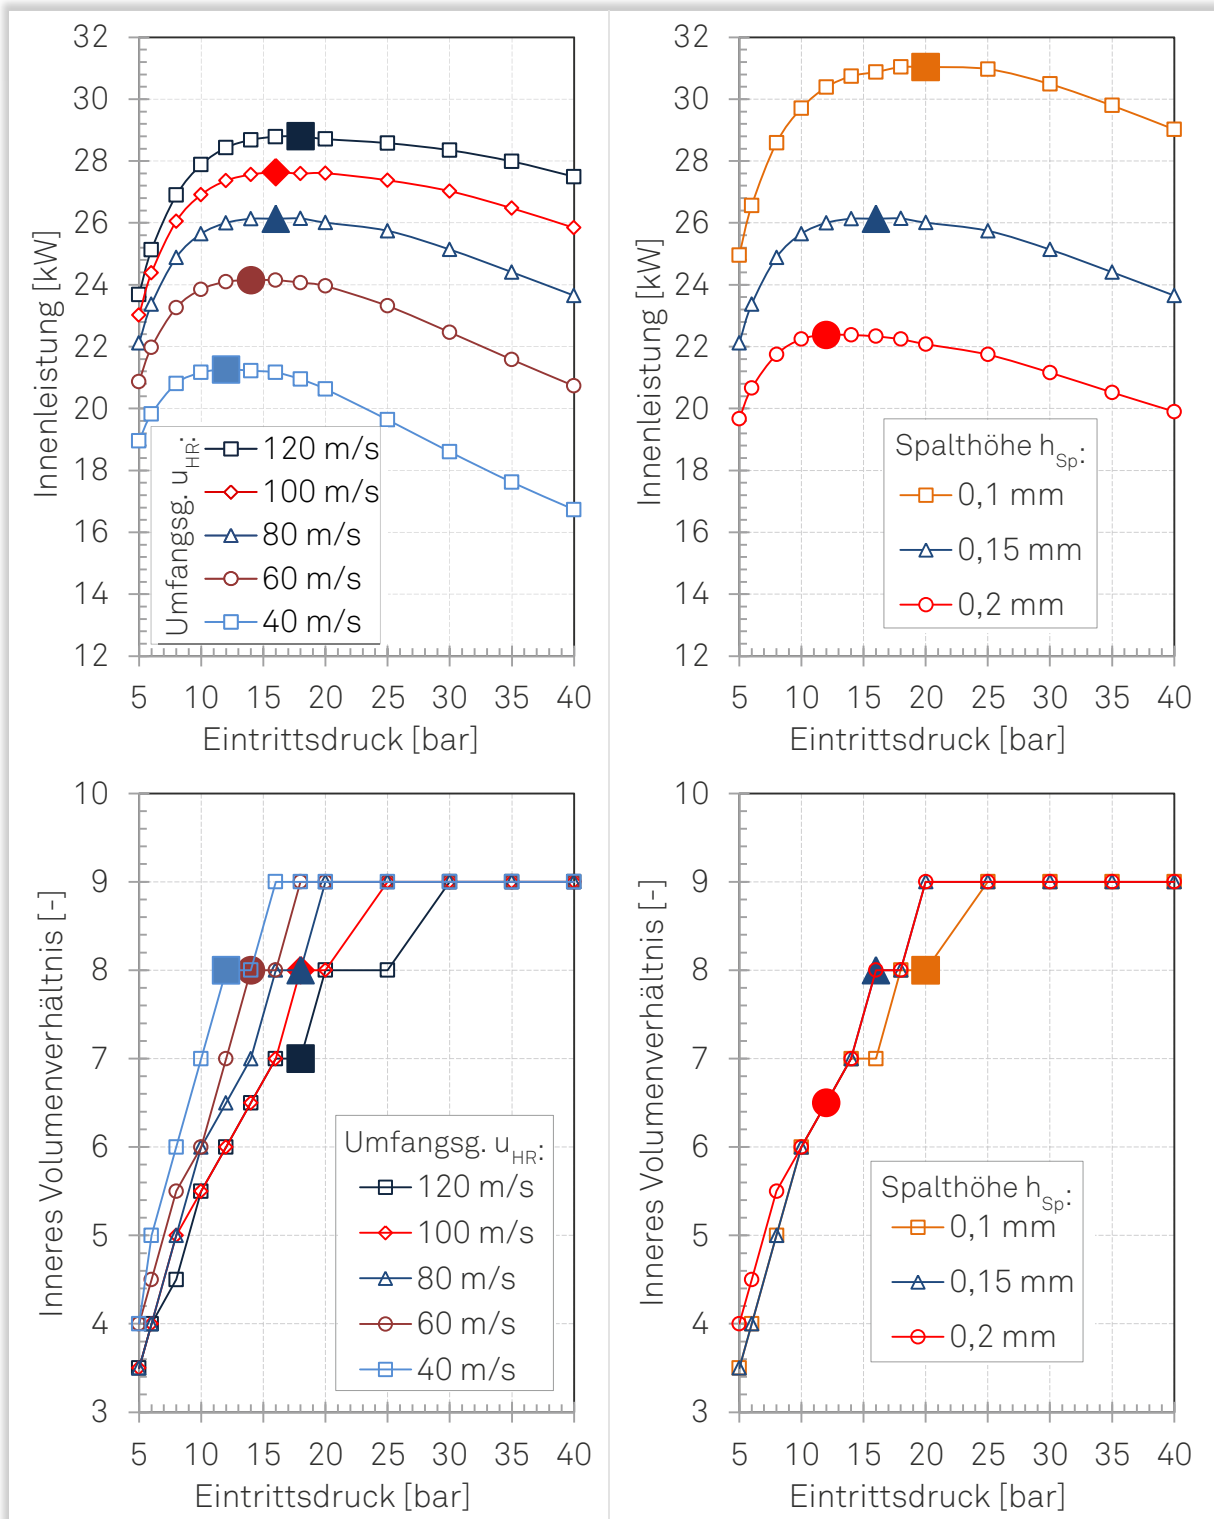 32
30
28
26
24
22
20
18
16
14
12
Innenleistung [kW]
Umfangsg. u_HR:
120 m/s
100 m/s
80 m/s
60 m/s
40 m/s
5 10 15 20 25 30 35 40
Eintrittsdruck [bar]
32
30
28
26
24
22
20
18
16
14
12
Innenleistung [kW]
Spalthöhe h_Sp:
0,1 mm
0,15 mm
0,2 mm
5 10 15 20 25 30 35 40
Eintrittsdruck [bar]
10
9
8
7
6
5
4
3
Inneres Volumenverhältnis [-]
Umfangsg. u_HR:
120 m/s
100 m/s
80 m/s
60 m/s
40 m/s
5 10 15 20 25 30 35 40
Eintrittsdruck [bar]
10
9
8
7
6
5
4
3
Inneres Volumenverhältnis [-]
Spalthöhe h_Sp:
0,1 mm
0,15 mm
0,2 mm
5 10 15 20 25 30 35 40
Eintrittsdruck [bar]